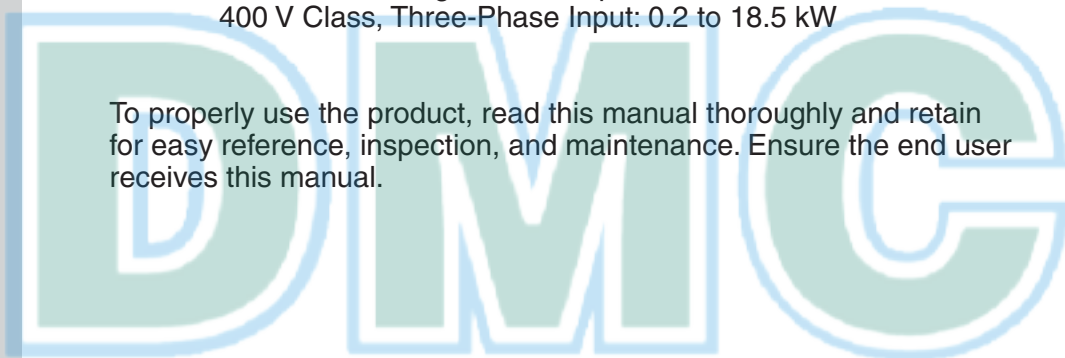 400 V Class, Three-Phase Input: 0.2 to 18.5 kW
To properly use the product, read this manual thoroughly and retain
for easy reference, inspection, and maintenance. Ensure the end user
receives this manual.
DMC